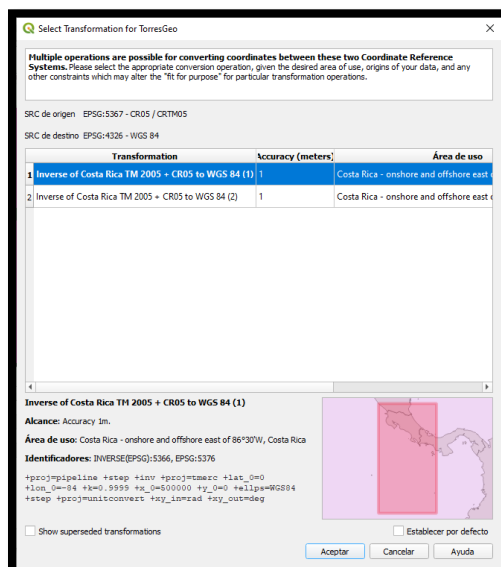 Select Transformation for TorresGeo
Multiple operations are possible for converting coordinates between these two Coordinate Reference
Systems. Please select the appropriate conversion operation, given the desired area of use, origins of your data, and any
other constraints which may alter the "fit for purpose" for particular transformation operations.
SRC de origen EPSG:5367 - CR05 / CRTM05
SRC de destino EPSG:4326 - WGS 84
Transformation Accuracy (meters) Área de uso
1 Inverse of Costa Rica TM 2005 + CR05 to WGS 84 (1) 1 Costa Rica - onshore and offshore east
2 Inverse of Costa Rica TM 2005 + CR05 to WGS 84 (2) 1 Costa Rica - onshore and offshore east
Inverse of Costa Rica TM 2005 + CR05 to WGS 84 (1)
Alcance: Accuracy 1m.
Área de uso: Costa Rica - onshore and offshore east of 86°30'W, Costa Rica
Identificadores: INVERSE(EPSG):5366, EPSG:5376
+proj=pipeline +step +inv +proj=tmerc +lat_0=0
+lon_0=-84 +k=0.9999 +x_0=500000 +y_0=0 +ellps=WGS84
+step +proj=unitconvert +xy_in=rad +xy_out=deg
Show superseded transformations
Establecer por defecto
Aceptar Cancelar Ayuda